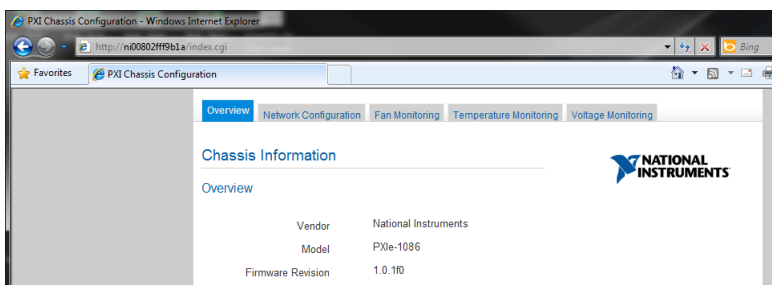 PXI Chassis Configuration - Windows Internet Explorer
http://ni00802fff9b1a/index.cgi
Bing
Favorites PXI Chassis Configuration
Overview Network Configuration Fan Monitoring Temperature Monitoring Voltage Monitoring
Chassis Information
NATIONAL
INSTRUMENTS
Overview
Vendor National Instruments
Model PXIe-1086
Firmware Revision 1.0.1f0